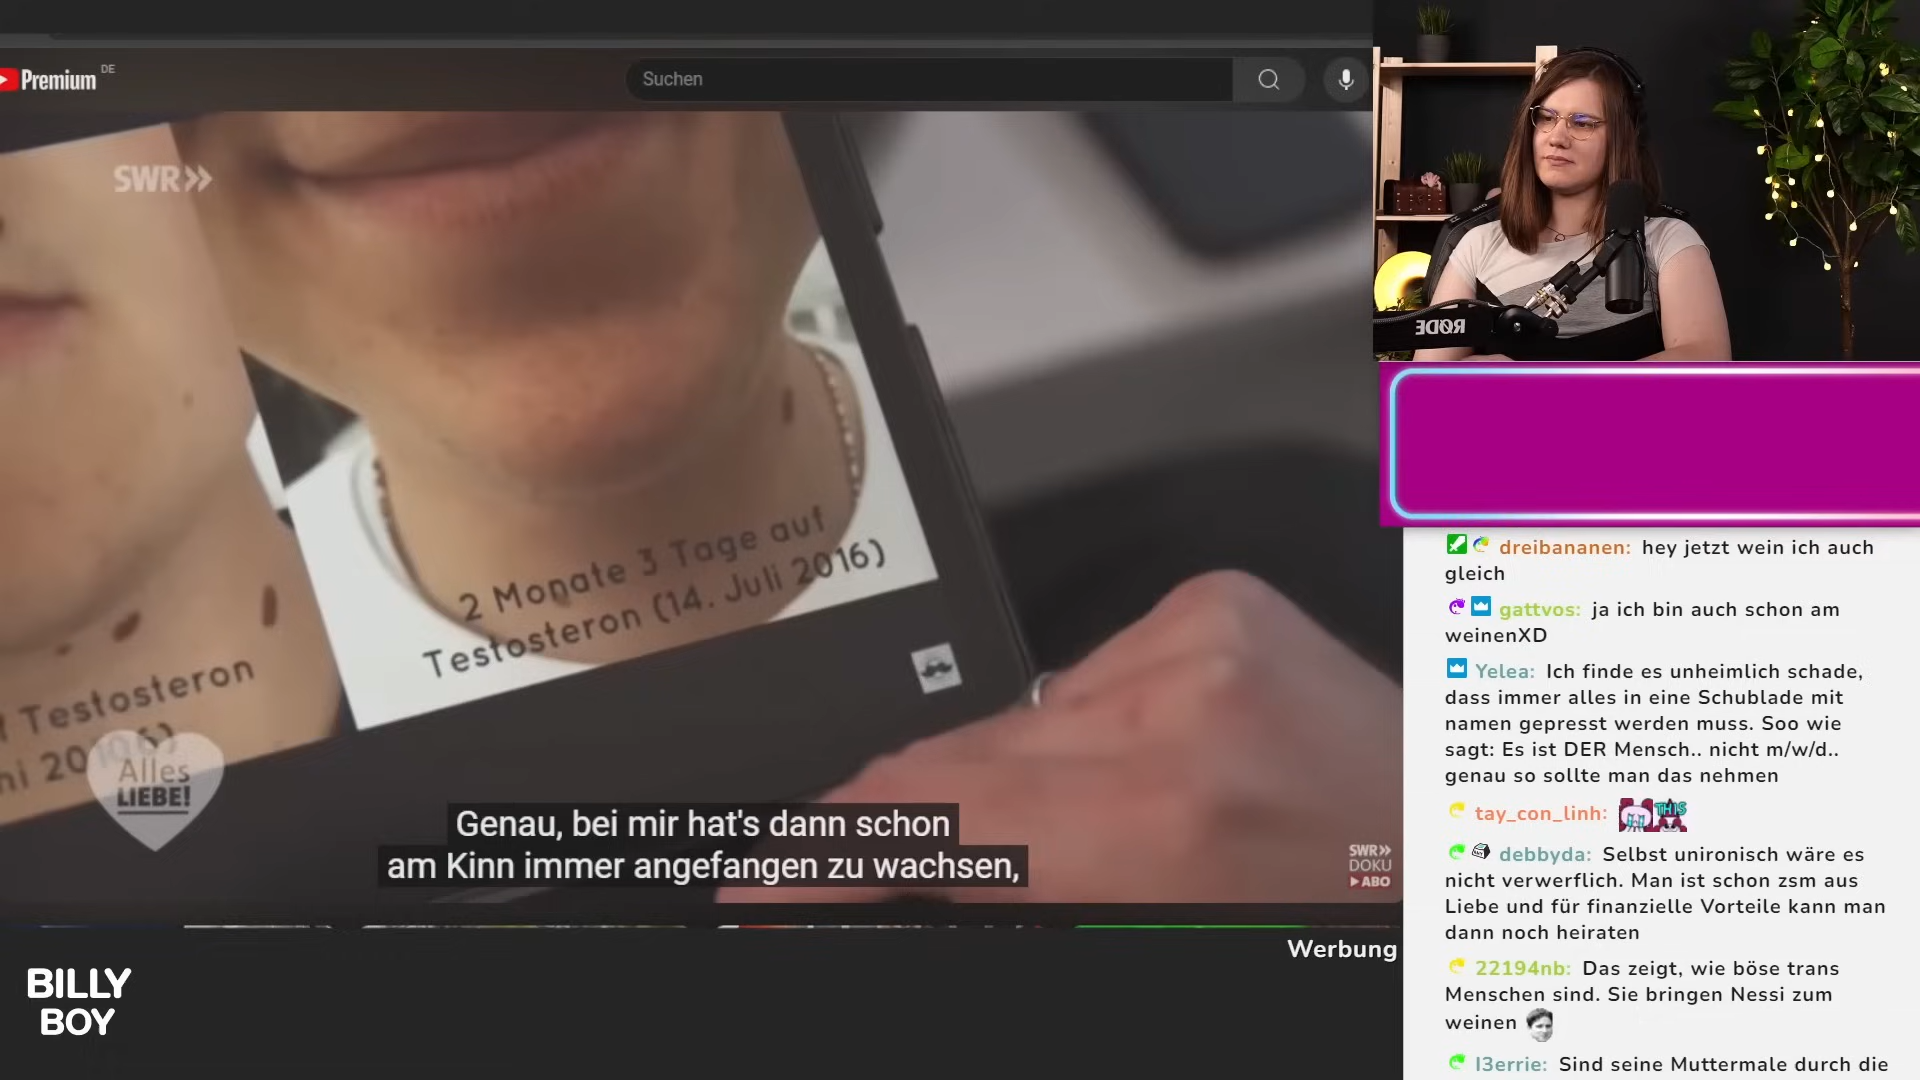 Premium DE
Suchen
SWR»
RØDE
2 Monate 3 Tage auf
Testosteron (14. Juli 2016)
Testosteron
Alles
LIEBE!
Genau, bei mir hat's dann schon
am Kinn immer angefangen zu wachsen,
SWR»
DOKU
ABO
Werbung
BILLY
BOY
dreibananen: hey jetzt wein ich auch
gleich
gattvos: ja ich bin auch schon am
weinenXD
Yelea: Ich finde es unheimlich schade,
dass immer alles in eine Schublade mit
namen gepresst werden muss. Soo wie
sagt: Es ist DER Mensch.. nicht m/w/d..
genau so sollte man das nehmen
tay_con_linh: THIS
debbyda: Selbst unironisch wäre es
nicht verwerflich. Man ist schon zsm aus
Liebe und für finanzielle Vorteile kann man
dann noch heiraten
22194nb: Das zeigt, wie böse trans
Menschen sind. Sie bringen Nessi zum
weinen
l3errie: Sind seine Muttermale durch die